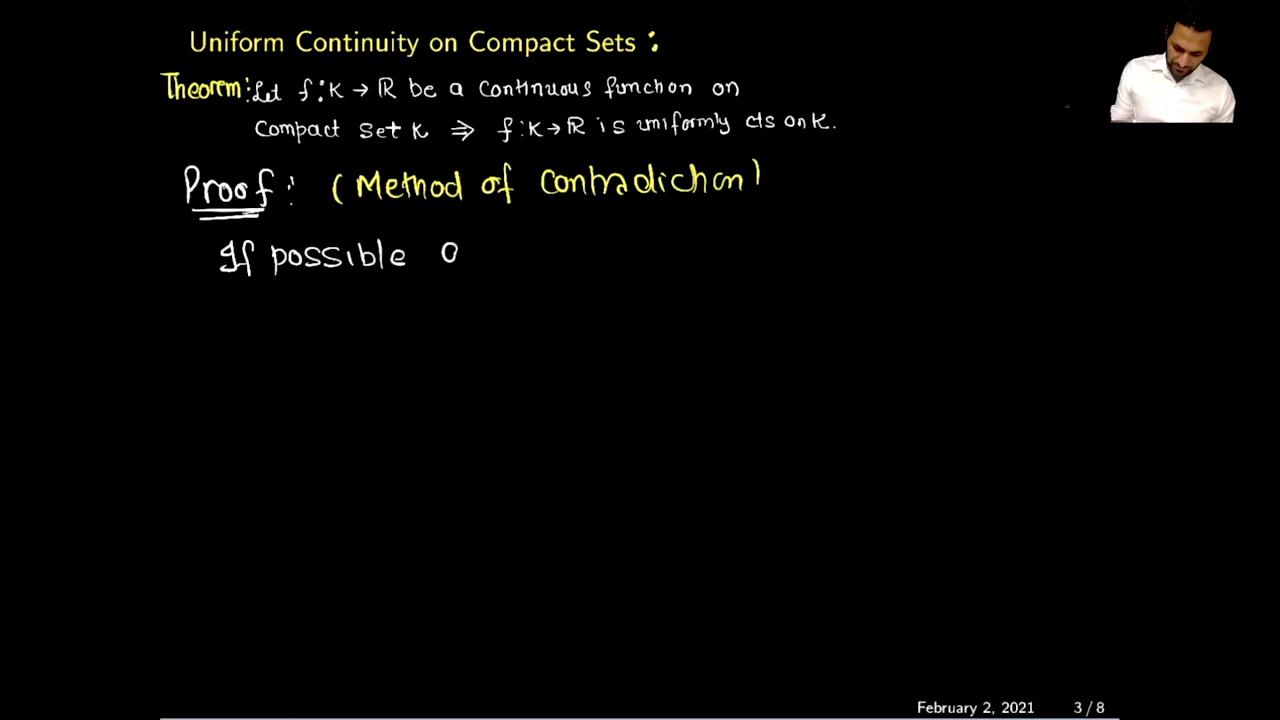 Uniform Continuity on Compact Sets :
Theorem: Let f: K → ℝ be a continuous function on
Compact set K ⇒ f: K → ℝ is uniformly cts on K.
Proof: (Method of contradiction)
If possible
February 2, 2021 3 / 8